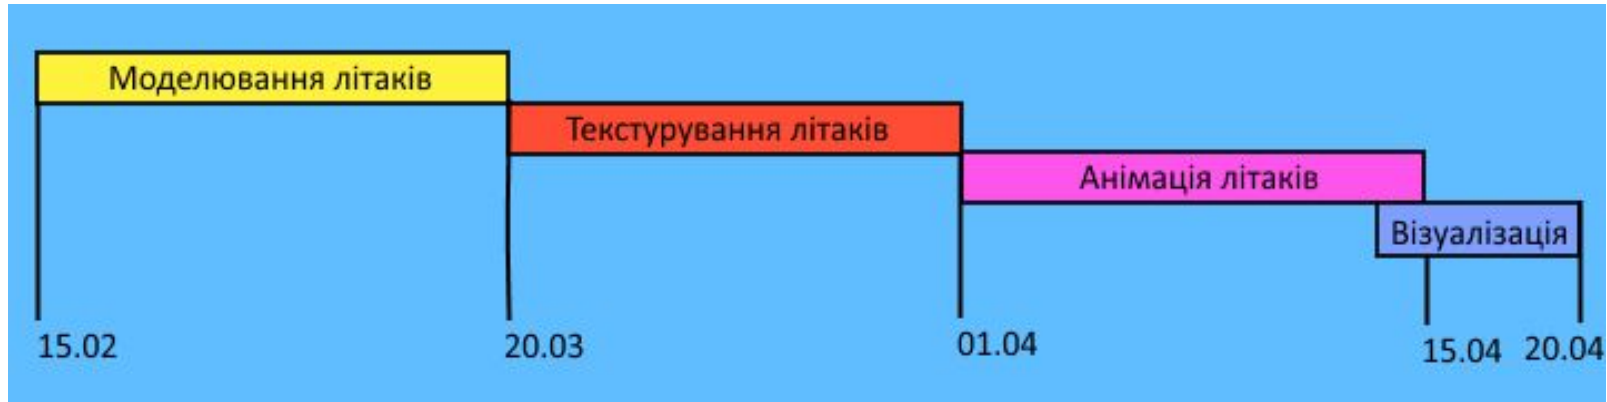 Моделювання літаків
Текстурування літаків
Анімація літаків
Візуалізація
15.02
20.03
01.04
15.04
20.04